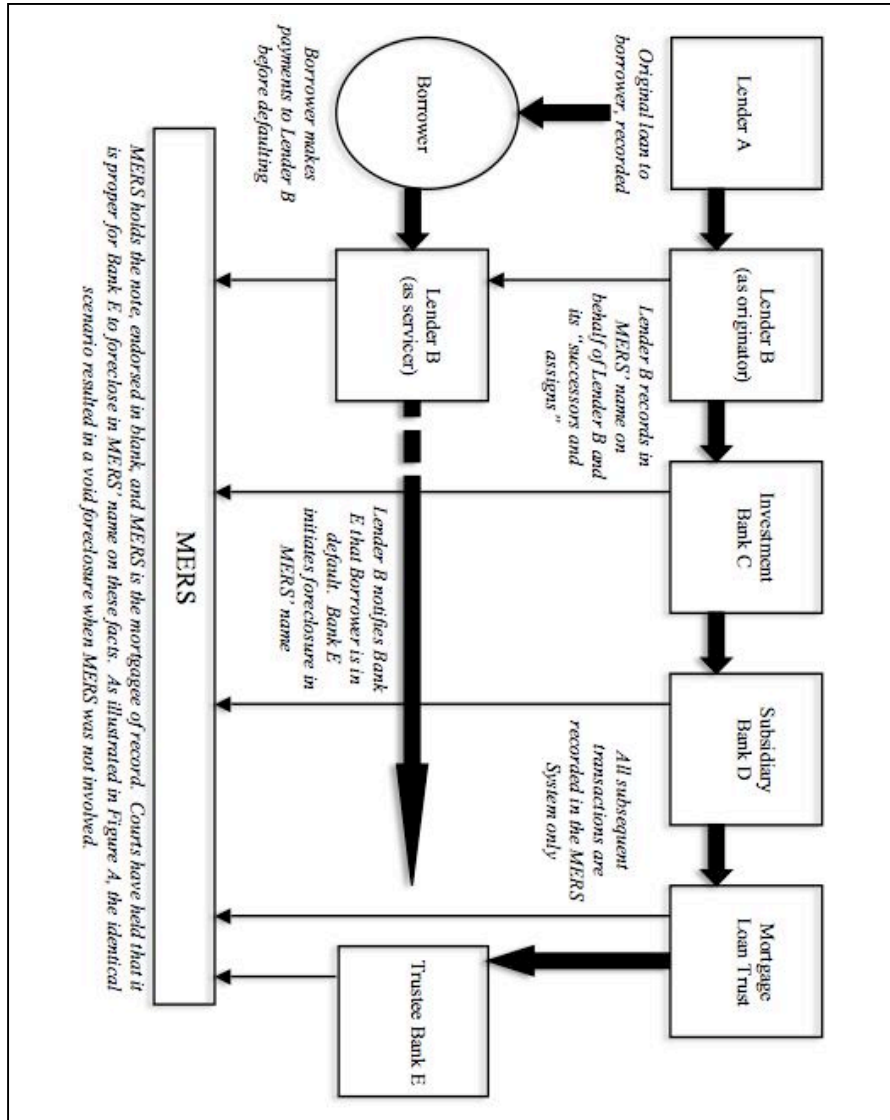 Lender A
Lender B
(as originator)
Investment
Bank C
Subsidiary
Bank D
Mortgage
Loan Trust
Original loan to
borrower, recorded
Lender B records in
MERS’ name on
behalf of Lender B and
its “successors and
assigns”
All subsequent
transactions are
recorded in the MERS
System only
Borrower
Lender B
(as servicer)
Trustee Bank E
Borrower makes
payments to Lender B
before defaulting
Lender B notifies Bank
E that Borrower is in
default. Bank E
initiates foreclosure in
MERS’ name
MERS
MERS holds the note, endorsed in blank, and MERS is the mortgagee of record. Courts have held that it
is proper for Bank E to foreclose in MERS’ name on these facts. As illustrated in Figure A, the identical
scenario resulted in a void foreclosure when MERS was not involved.